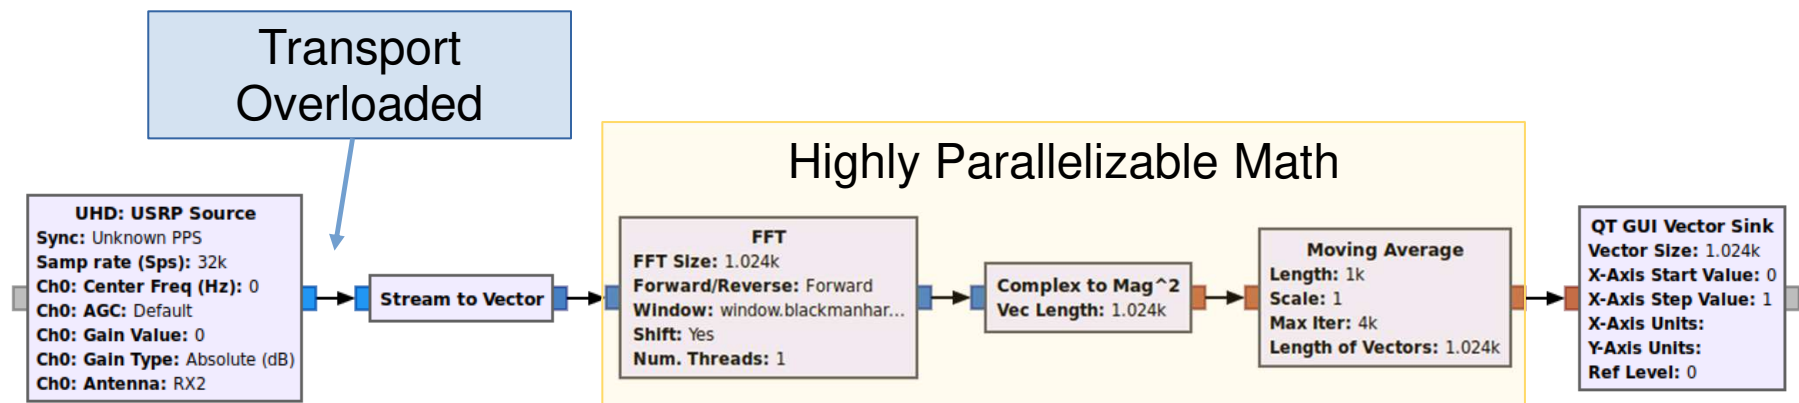 Transport
Overloaded
Highly Parallelizable Math
UHD: USRP Source
Sync: Unknown PPS
Samp rate (Sps): 32k
Ch0: Center Freq (Hz): 0
Ch0: AGC: Default
Ch0: Gain Value: 0
Ch0: Gain Type: Absolute (dB)
Ch0: Antenna: RX2
Stream to Vector
FFT
FFT Size: 1.024k
Forward/Reverse: Forward
Window: window.blackmanhar...
Shift: Yes
Num. Threads: 1
Complex to Mag^2
Vec Length: 1.024k
Moving Average
Length: 1k
Scale: 1
Max Iter: 4k
Length of Vectors: 1.024k
QT GUI Vector Sink
Vector Size: 1.024k
X-Axis Start Value: 0
X-Axis Step Value: 1
X-Axis Units:
Y-Axis Units:
Ref Level: 0